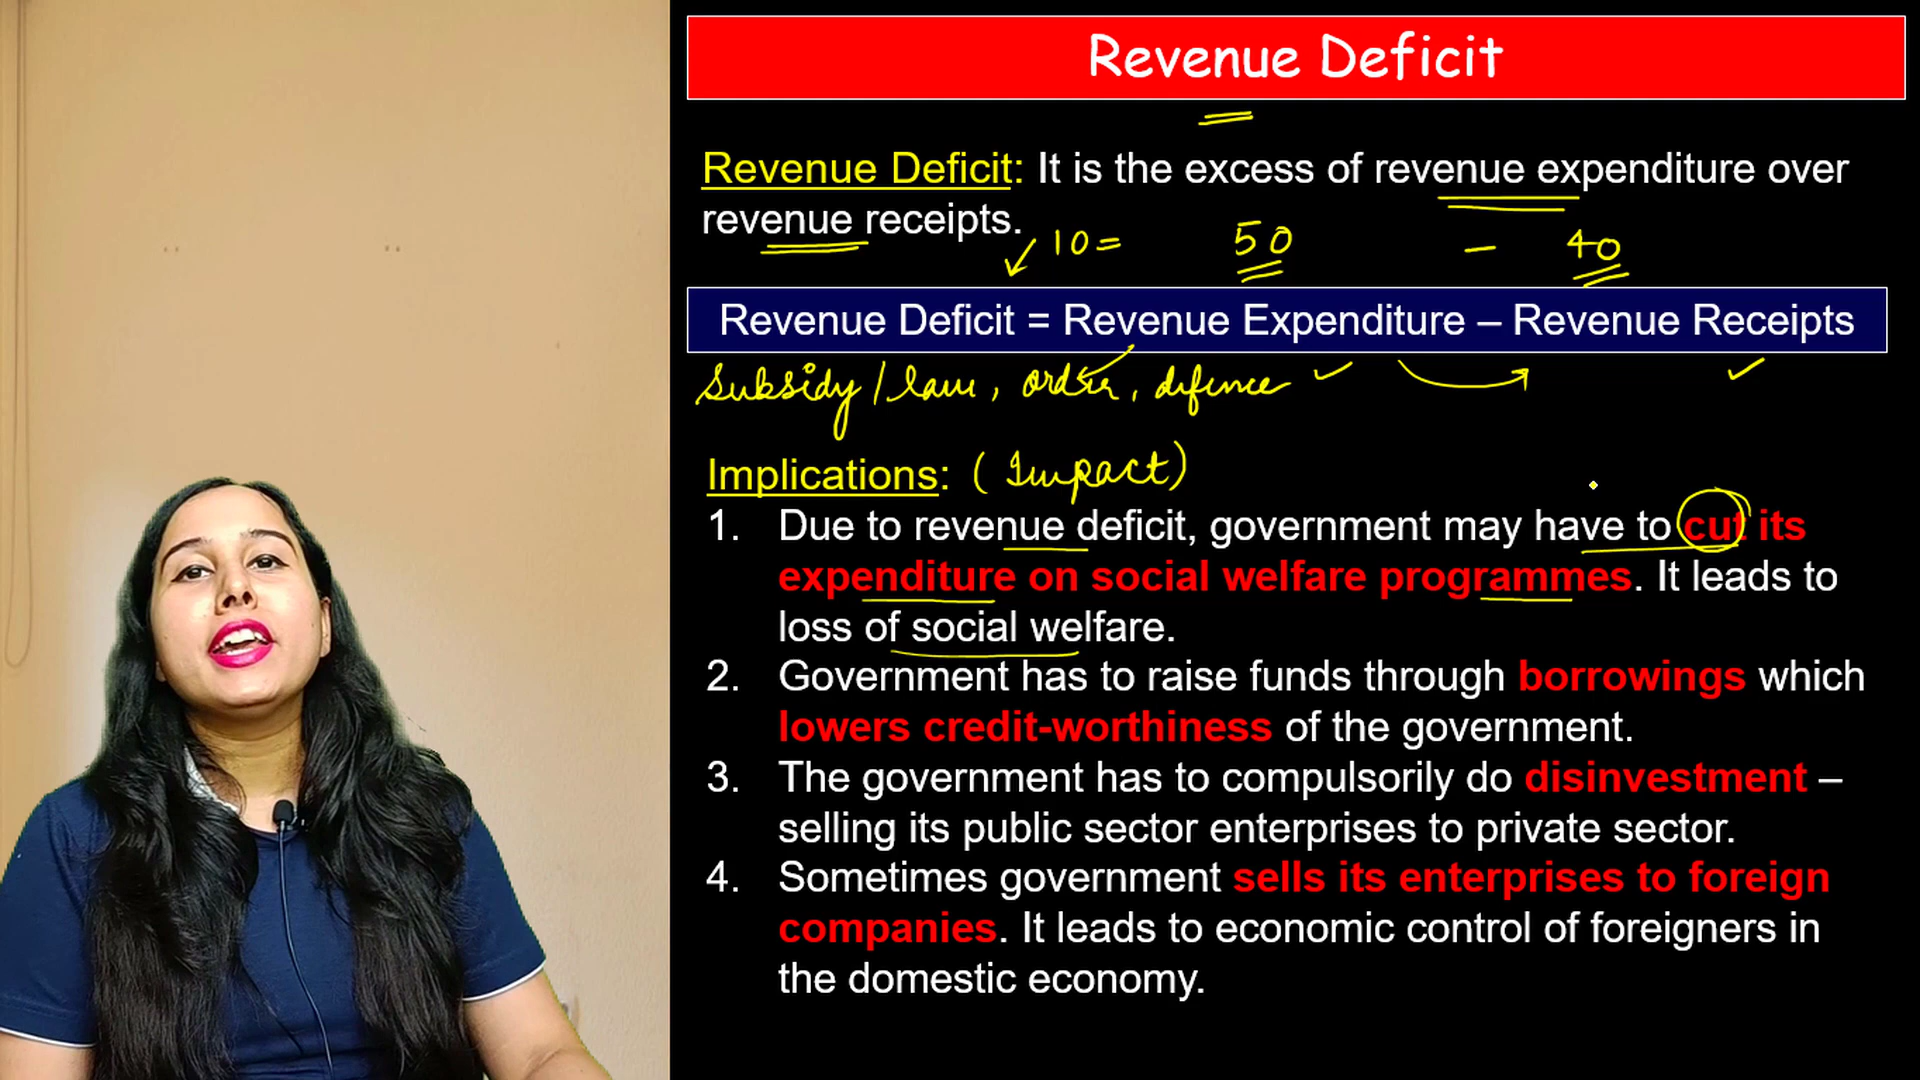 Revenue Deficit
Revenue Deficit: It is the excess of revenue expenditure over
revenue receipts.
10 = 50 – 40
Revenue Deficit = Revenue Expenditure – Revenue Receipts
Subsidy / law, order, defence
Implications: (Impact)
1. Due to revenue deficit, government may have to cut its
expenditure on social welfare programmes. It leads to
loss of social welfare.
2. Government has to raise funds through borrowings which
lowers credit-worthiness of the government.
3. The government has to compulsorily do disinvestment –
selling its public sector enterprises to private sector.
4. Sometimes government sells its enterprises to foreign
companies. It leads to economic control of foreigners in
the domestic economy.